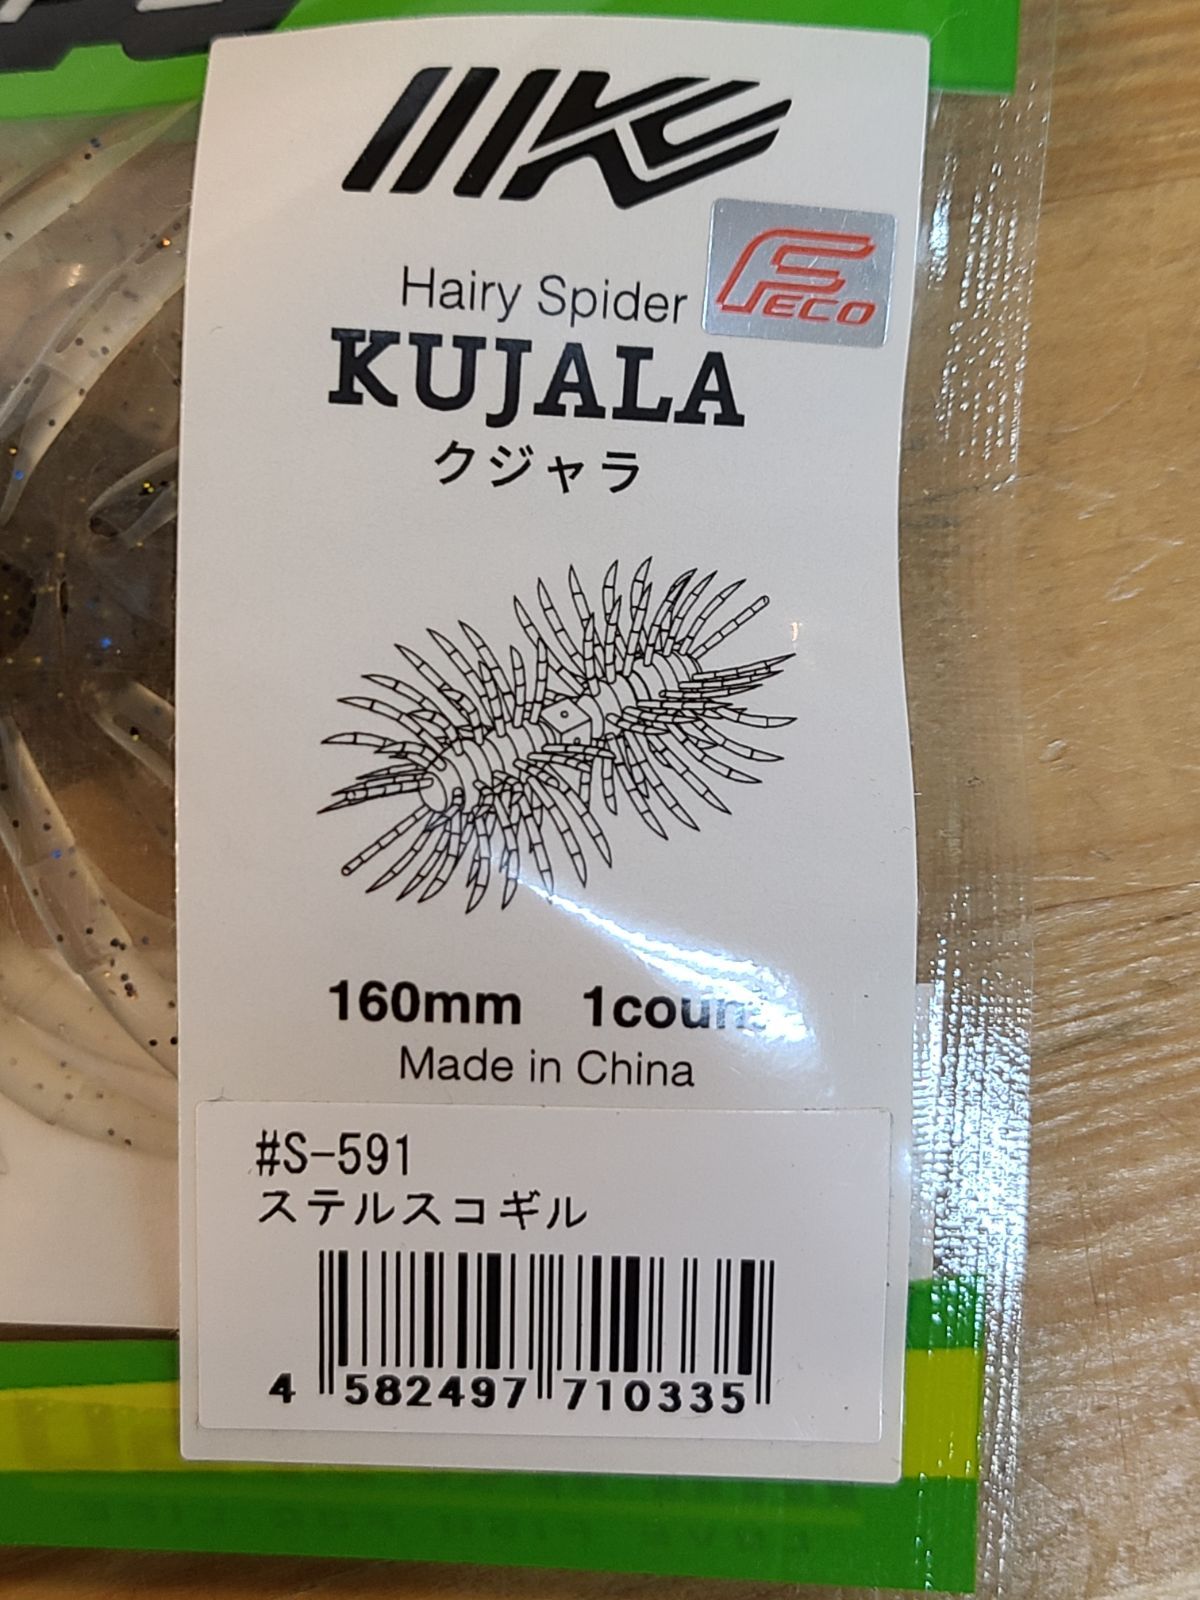 Hairy Spider
FECO
KUJALA
クジャラ
160mm 1count
Made in China
#S-591
ステルスコギル
4 582497 710335